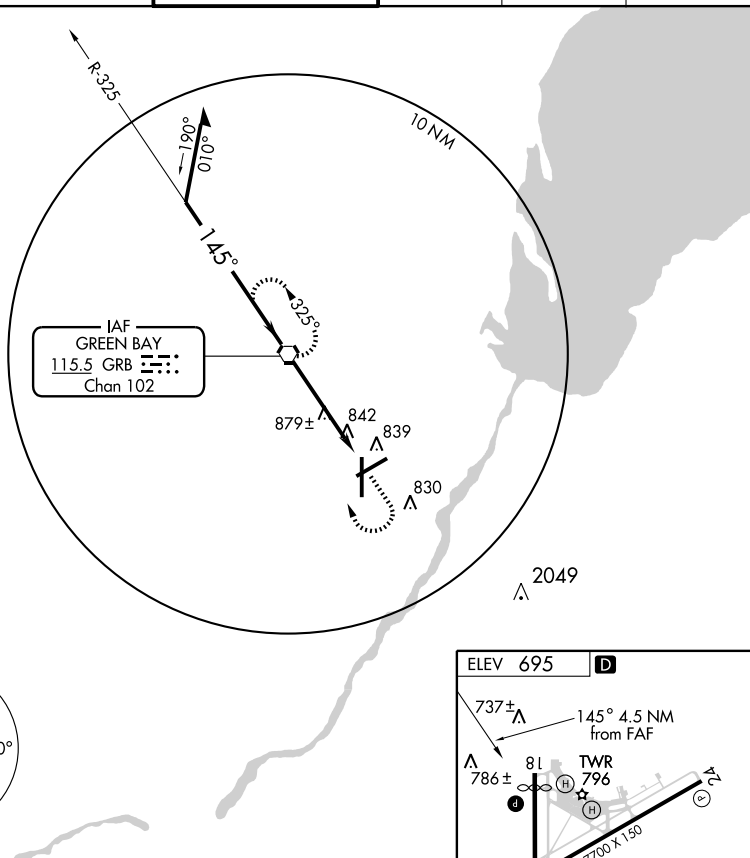 R-325
190°
010°
10 NM
145°
325°
IAF
GREEN BAY
115.5 GRB
Chan 102
879±
842
839
830
2049
0°
ELEV 695 D
737±
145° 4.5 NM
from FAF
786±
18
TWR
796
H
H
24
P
P
7700 X 150